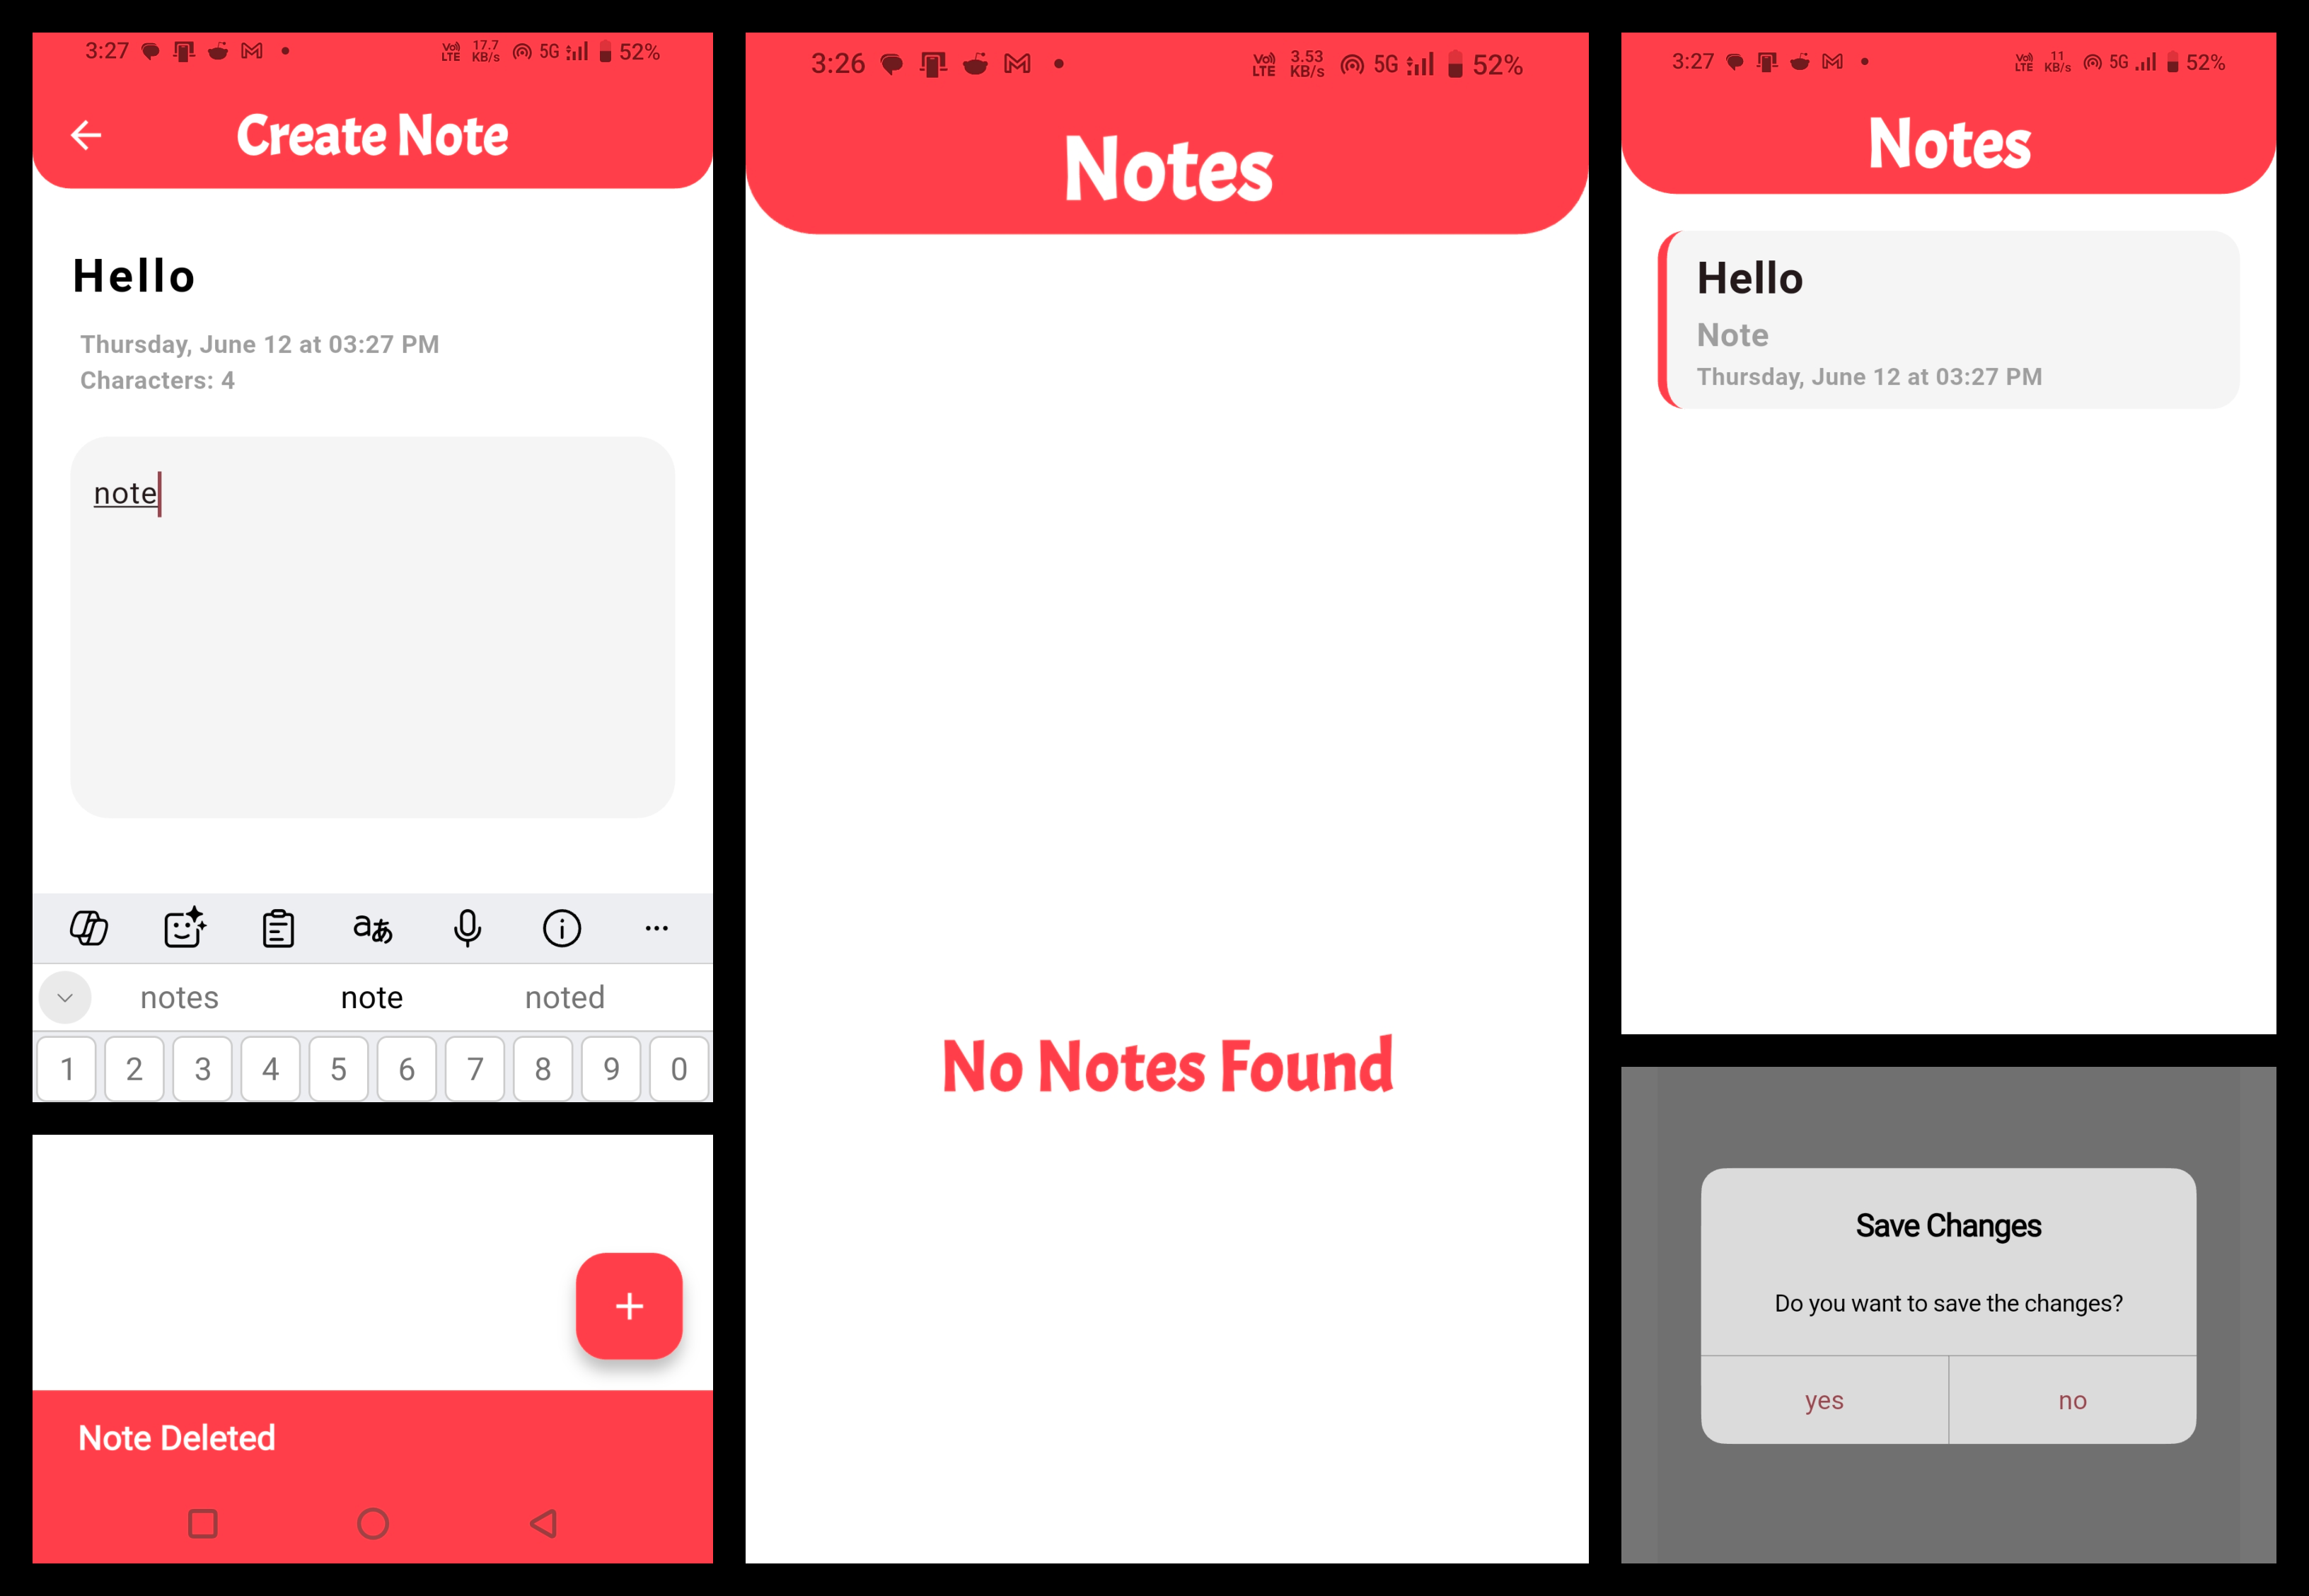 3:27 Vo)) LTE 17.7 KB/s 5G 52%
Create Note
Hello
Thursday, June 12 at 03:27 PM
Characters: 4
note
aあ
notes note noted
1 2 3 4 5 6 7 8 9 0
Note Deleted
3:26 Vo)) LTE 3.53 KB/s 5G 52%
Notes
No Notes Found
3:27 Vo)) LTE 11 KB/s 5G 52%
Notes
Hello
Note
Thursday, June 12 at 03:27 PM
Save Changes
Do you want to save the changes?
yes no